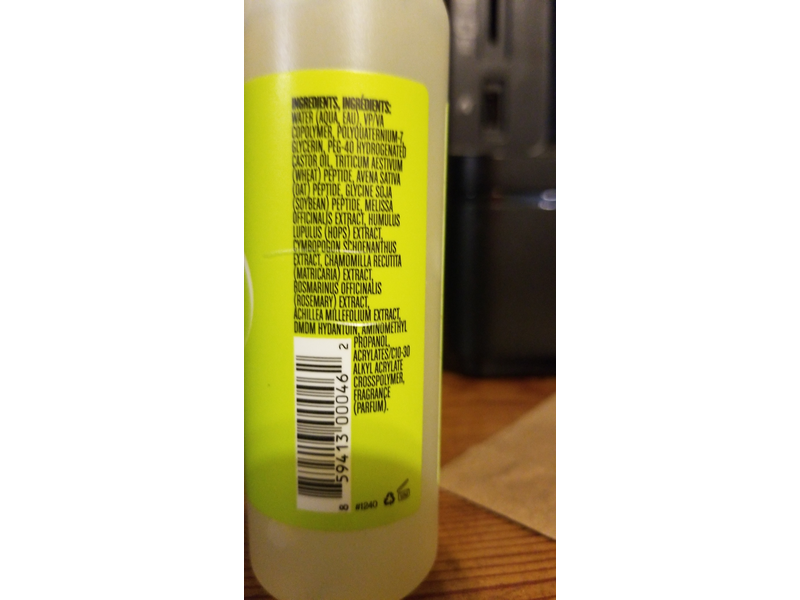 INGREDIENTS, INGRÉDIENTS:
WATER (AQUA, EAU), VP/VA
COPOLYMER, POLYQUATERNIUM-7,
GLYCERIN, PEG-40 HYDROGENATED
CASTOR OIL, TRITICUM AESTIVUM
(WHEAT) PEPTIDE, AVENA SATIVA
(OAT) PEPTIDE, GLYCINE SOJA
(SOYBEAN) PEPTIDE, MELISSA
OFFICINALIS EXTRACT, HUMULUS
LUPULUS (HOPS) EXTRACT,
CYMBOPOGON SCHOENANTHUS
EXTRACT, CHAMOMILLA RECUTITA
(MATRICARIA) EXTRACT,
ROSMARINUS OFFICINALIS
(ROSEMARY) EXTRACT,
ACHILLEA MILLEFOLIUM EXTRACT,
DMDM HYDANTOIN, AMINOMETHYL
PROPANOL,
ACRYLATES/C10-30
ALKYL ACRYLATE
CROSSPOLYMER,
FRAGRANCE
(PARFUM).
8 59413 00046 2
#1240